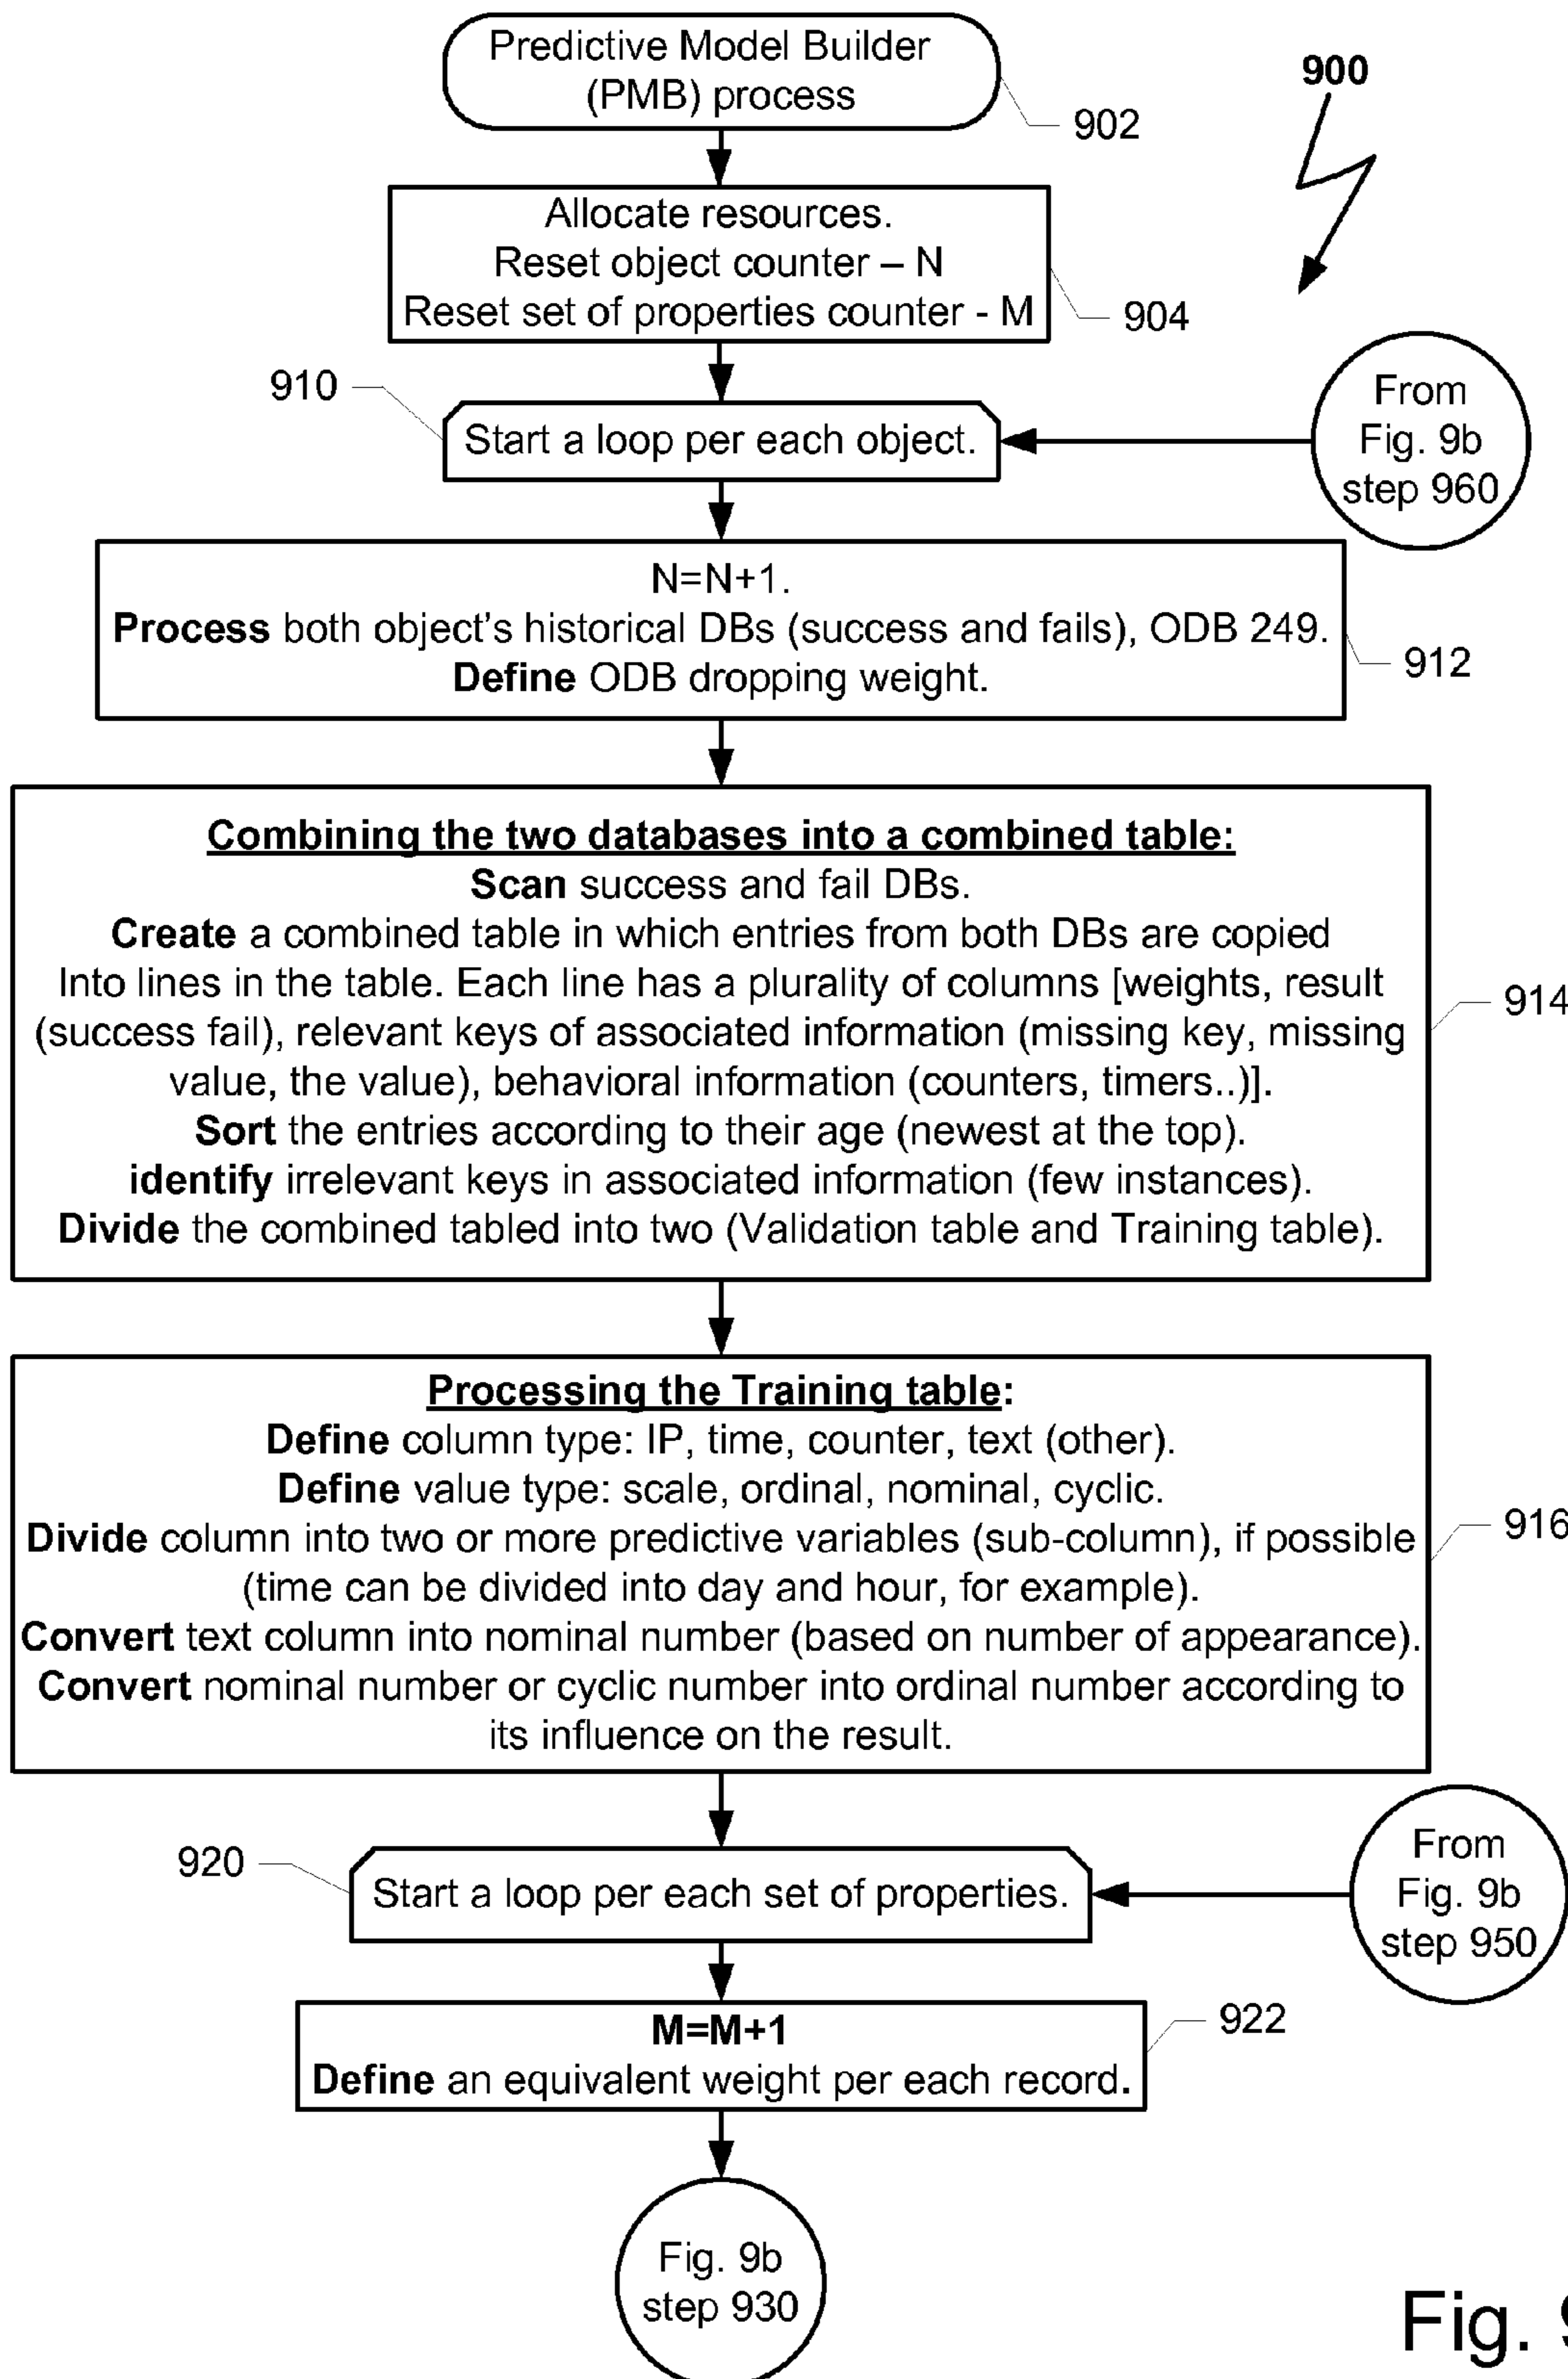 Predictive Model Builder
(PMB) process
902
900
Allocate resources.
Reset object counter – N
Reset set of properties counter - M
904
910
Start a loop per each object.
From
Fig. 9b
step 960
N=N+1.
Process both object's historical DBs (success and fails), ODB 249.
Define ODB dropping weight.
912
Combining the two databases into a combined table:
Scan success and fail DBs.
Create a combined table in which entries from both DBs are copied
Into lines in the table. Each line has a plurality of columns [weights, result
(success fail), relevant keys of associated information (missing key, missing
value, the value), behavioral information (counters, timers..)].
Sort the entries according to their age (newest at the top).
identify irrelevant keys in associated information (few instances).
Divide the combined tabled into two (Validation table and Training table).
914
Processing the Training table:
Define column type: IP, time, counter, text (other).
Define value type: scale, ordinal, nominal, cyclic.
Divide column into two or more predictive variables (sub-column), if possible
(time can be divided into day and hour, for example).
Convert text column into nominal number (based on number of appearance).
Convert nominal number or cyclic number into ordinal number according to
its influence on the result.
916
920
Start a loop per each set of properties.
From
Fig. 9b
step 950
M=M+1
Define an equivalent weight per each record.
922
Fig. 9b
step 930
Fig.